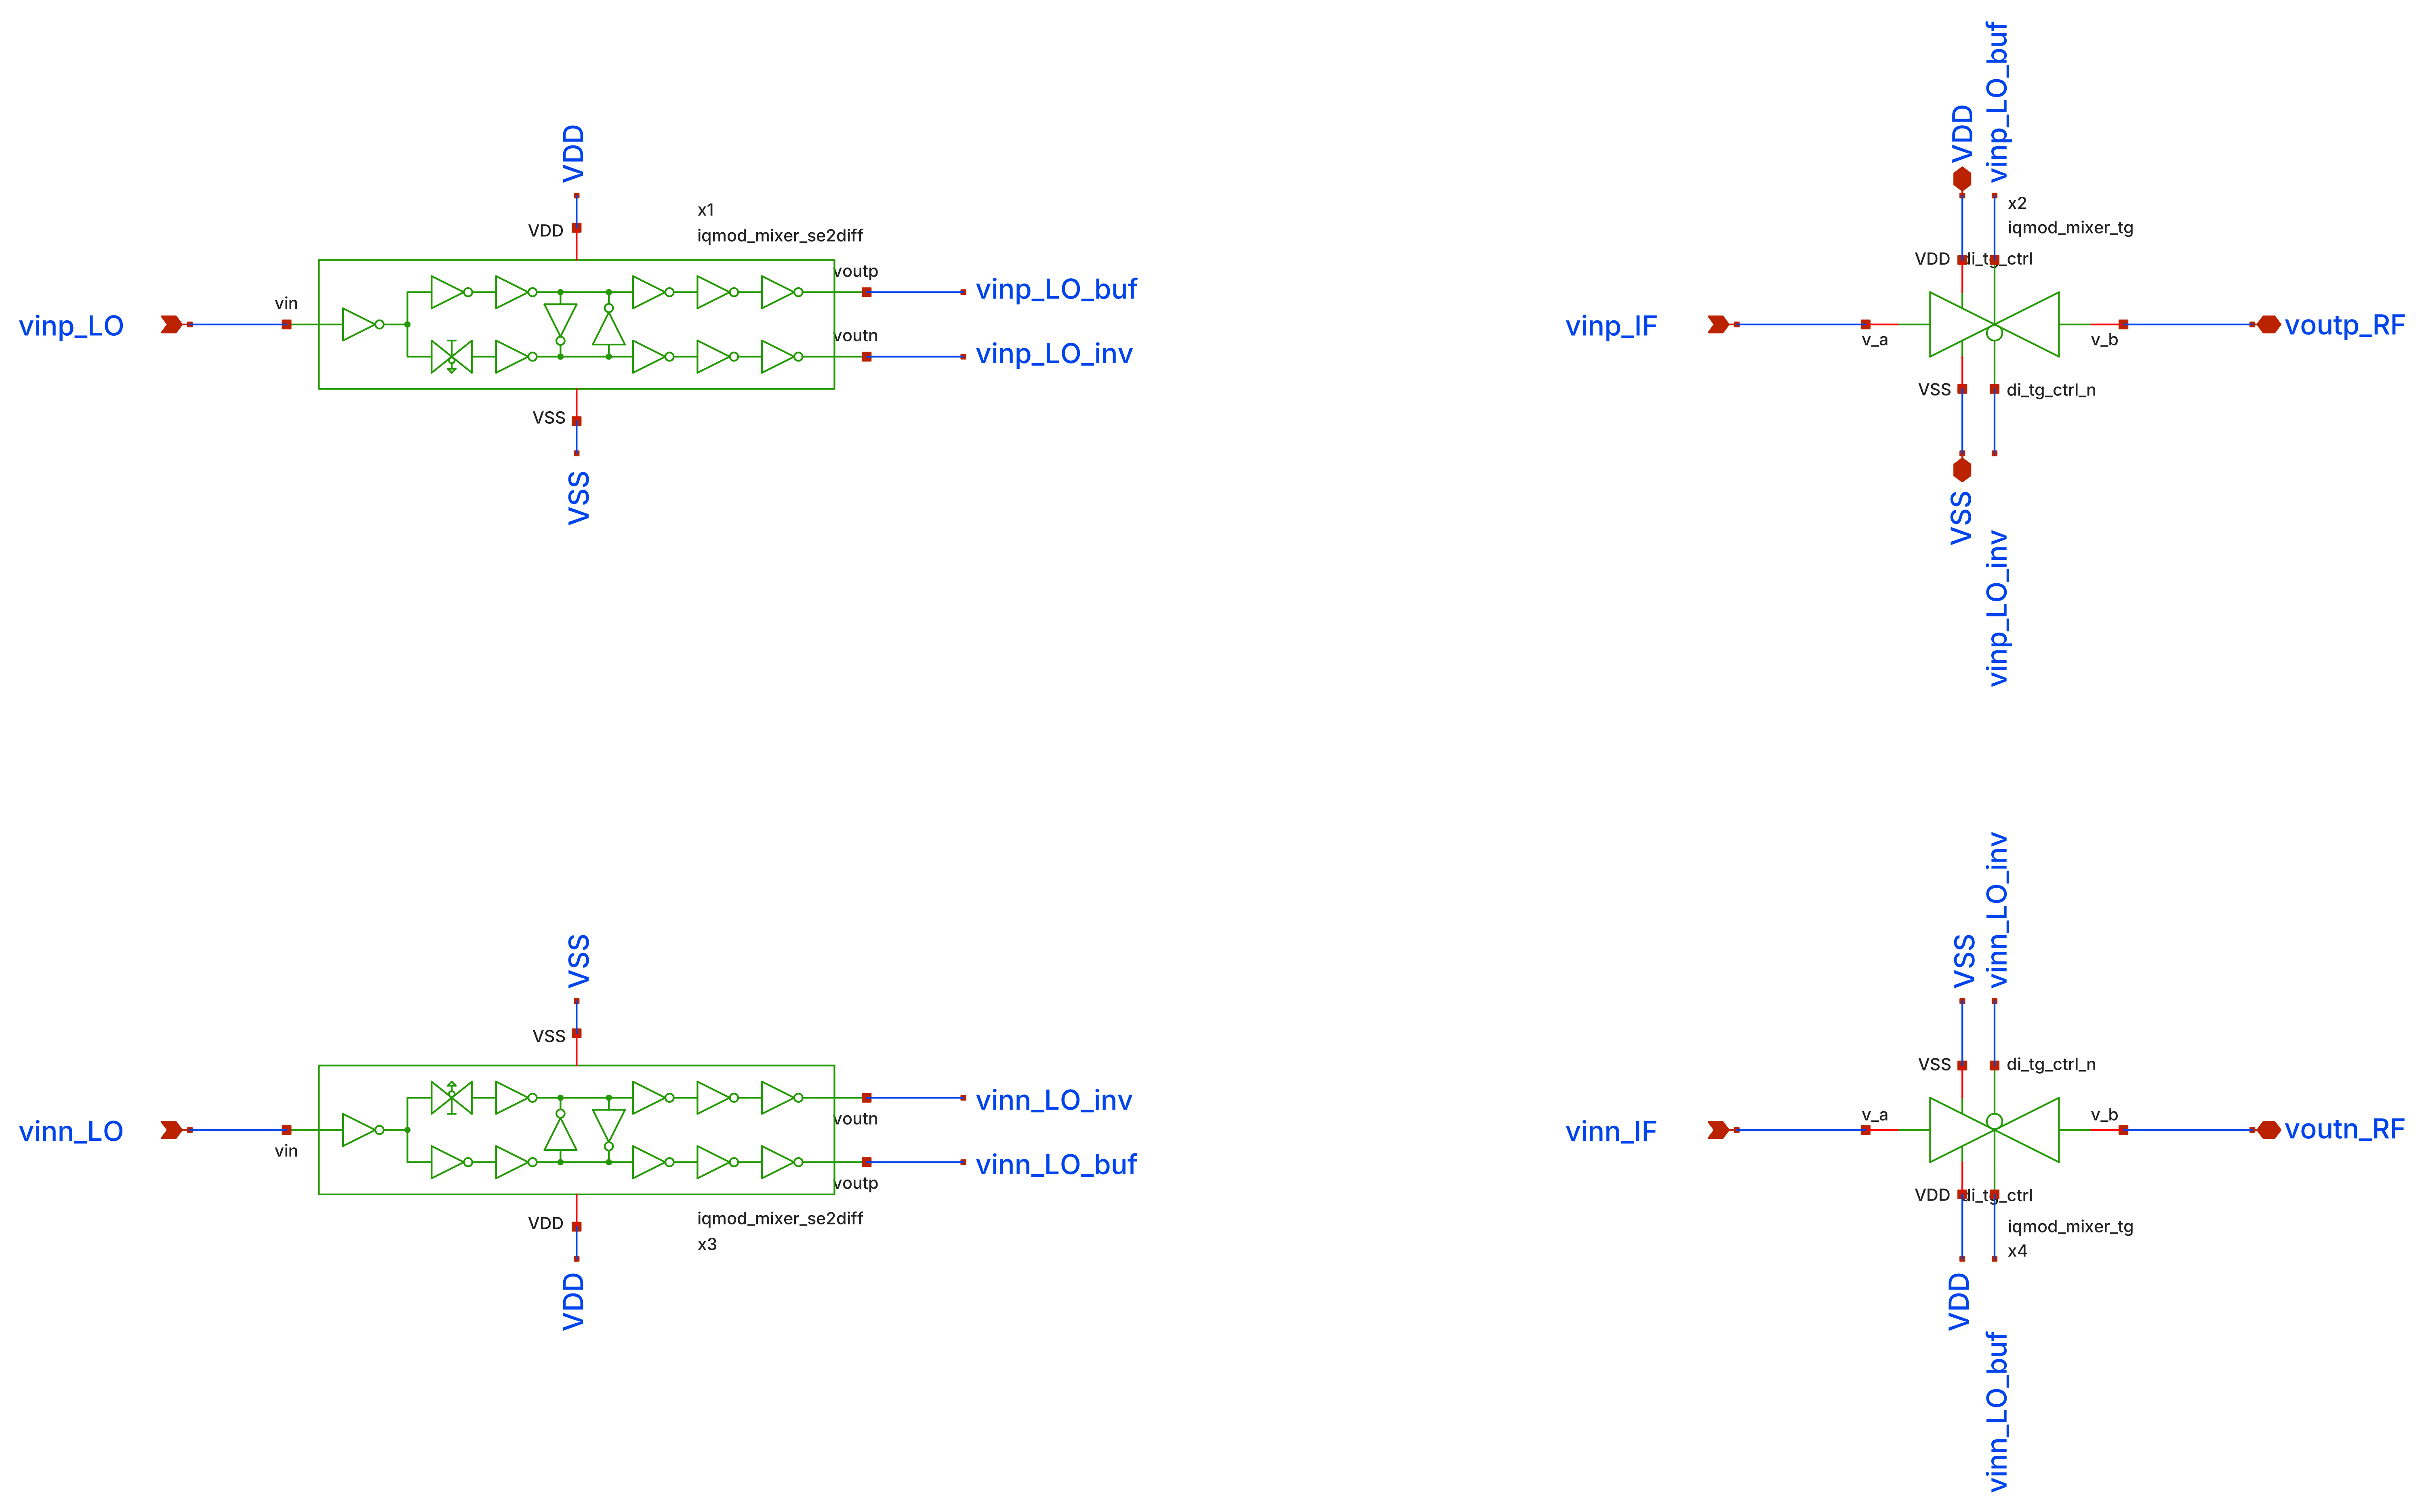 vinp_LO_buf
VDD
VDD
x2
x1
iqmod_mixer_tg
VDD
iqmod_mixer_se2diff
VDD
di_tg_ctrl
voutp
vinp_LO_buf
vin
vinp_LO
vinp_IF
voutp_RF
voutn
v_a
v_b
vinp_LO_inv
VSS
di_tg_ctrl_n
VSS
VSS
VSS
vinp_LO_inv
vinn_LO_inv
VSS
VSS
VSS
VSS
di_tg_ctrl_n
vinn_LO_inv
voutn
v_a
v_b
vinn_LO
vinn_IF
voutn_RF
vin
vinn_LO_buf
voutp
VDD
di_tg_ctrl
iqmod_mixer_se2diff
VDD
iqmod_mixer_tg
x3
x4
VDD
VDD
vinn_LO_buf